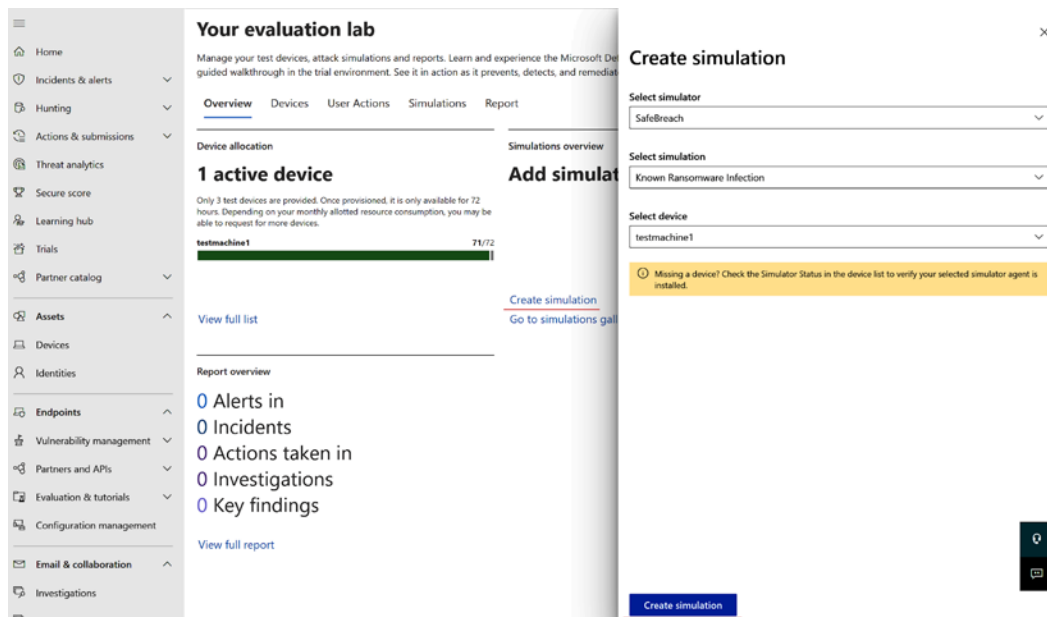 Home
Incidents & alerts
Hunting
Actions & submissions
Threat analytics
Secure score
Learning hub
Trials
Partner catalog
Assets
Devices
Identities
Endpoints
Vulnerability management
Partners and APIs
Evaluation & tutorials
Configuration management
Email & collaboration
Investigations
Your evaluation lab
Manage your test devices, attack simulations and reports. Learn and experience the Microsoft De
guided walkthrough in the trial environment. See it in action as it prevents, detects, and remediat
Overview Devices User Actions Simulations Report
Device allocation
1 active device
Only 3 test devices are provided. Once provisioned, it is only available for 72
hours. Depending on your monthly allotted resource consumption, you may be
able to request for more devices.
testmachine1 71/72
View full list
Simulations overview
Add simulat
Create simulation
Go to simulations gall
Report overview
0 Alerts in
0 Incidents
0 Actions taken in
0 Investigations
0 Key findings
View full report
Create simulation
Select simulator
SafeBreach
Select simulation
Known Ransomware Infection
Select device
testmachine1
Missing a device? Check the Simulator Status in the device list to verify your selected simulator agent is
installed.
Create simulation